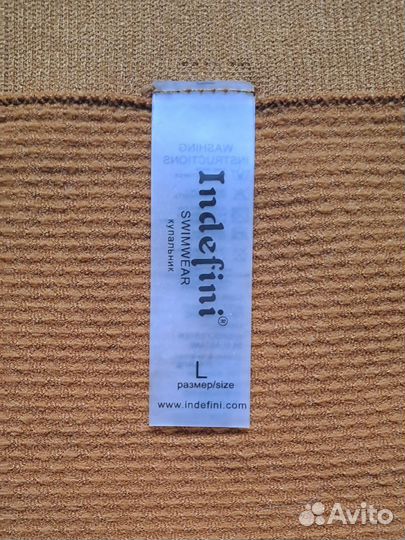 Indefini®
SWIMWEAR
купальник
L
размер/size
www.indefini.com
WASHING
INSTRUCTIONS
Avito